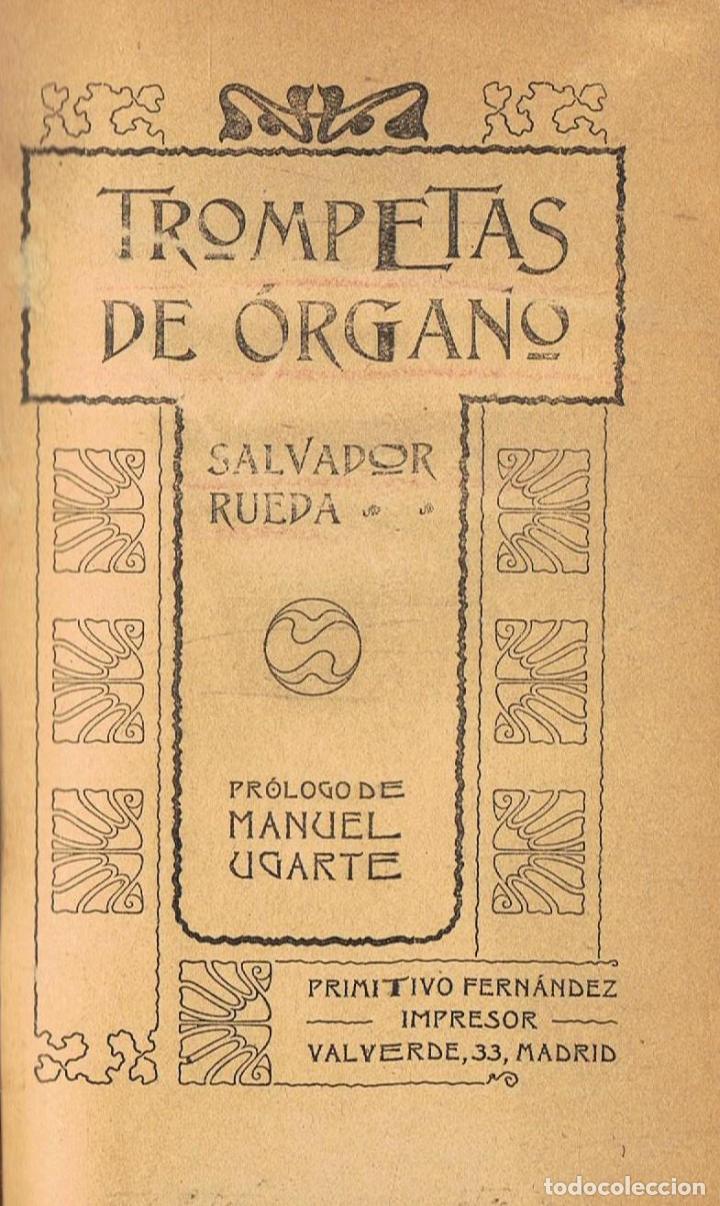 TROMPETAS
DE ÓRGANO
SALVADOR
RUEDA
PRÓLOGO DE
MANUEL
UGARTE
PRIMITIVO FERNÁNDEZ
IMPRESOR
VALVERDE, 33, MADRID
todocoleccion